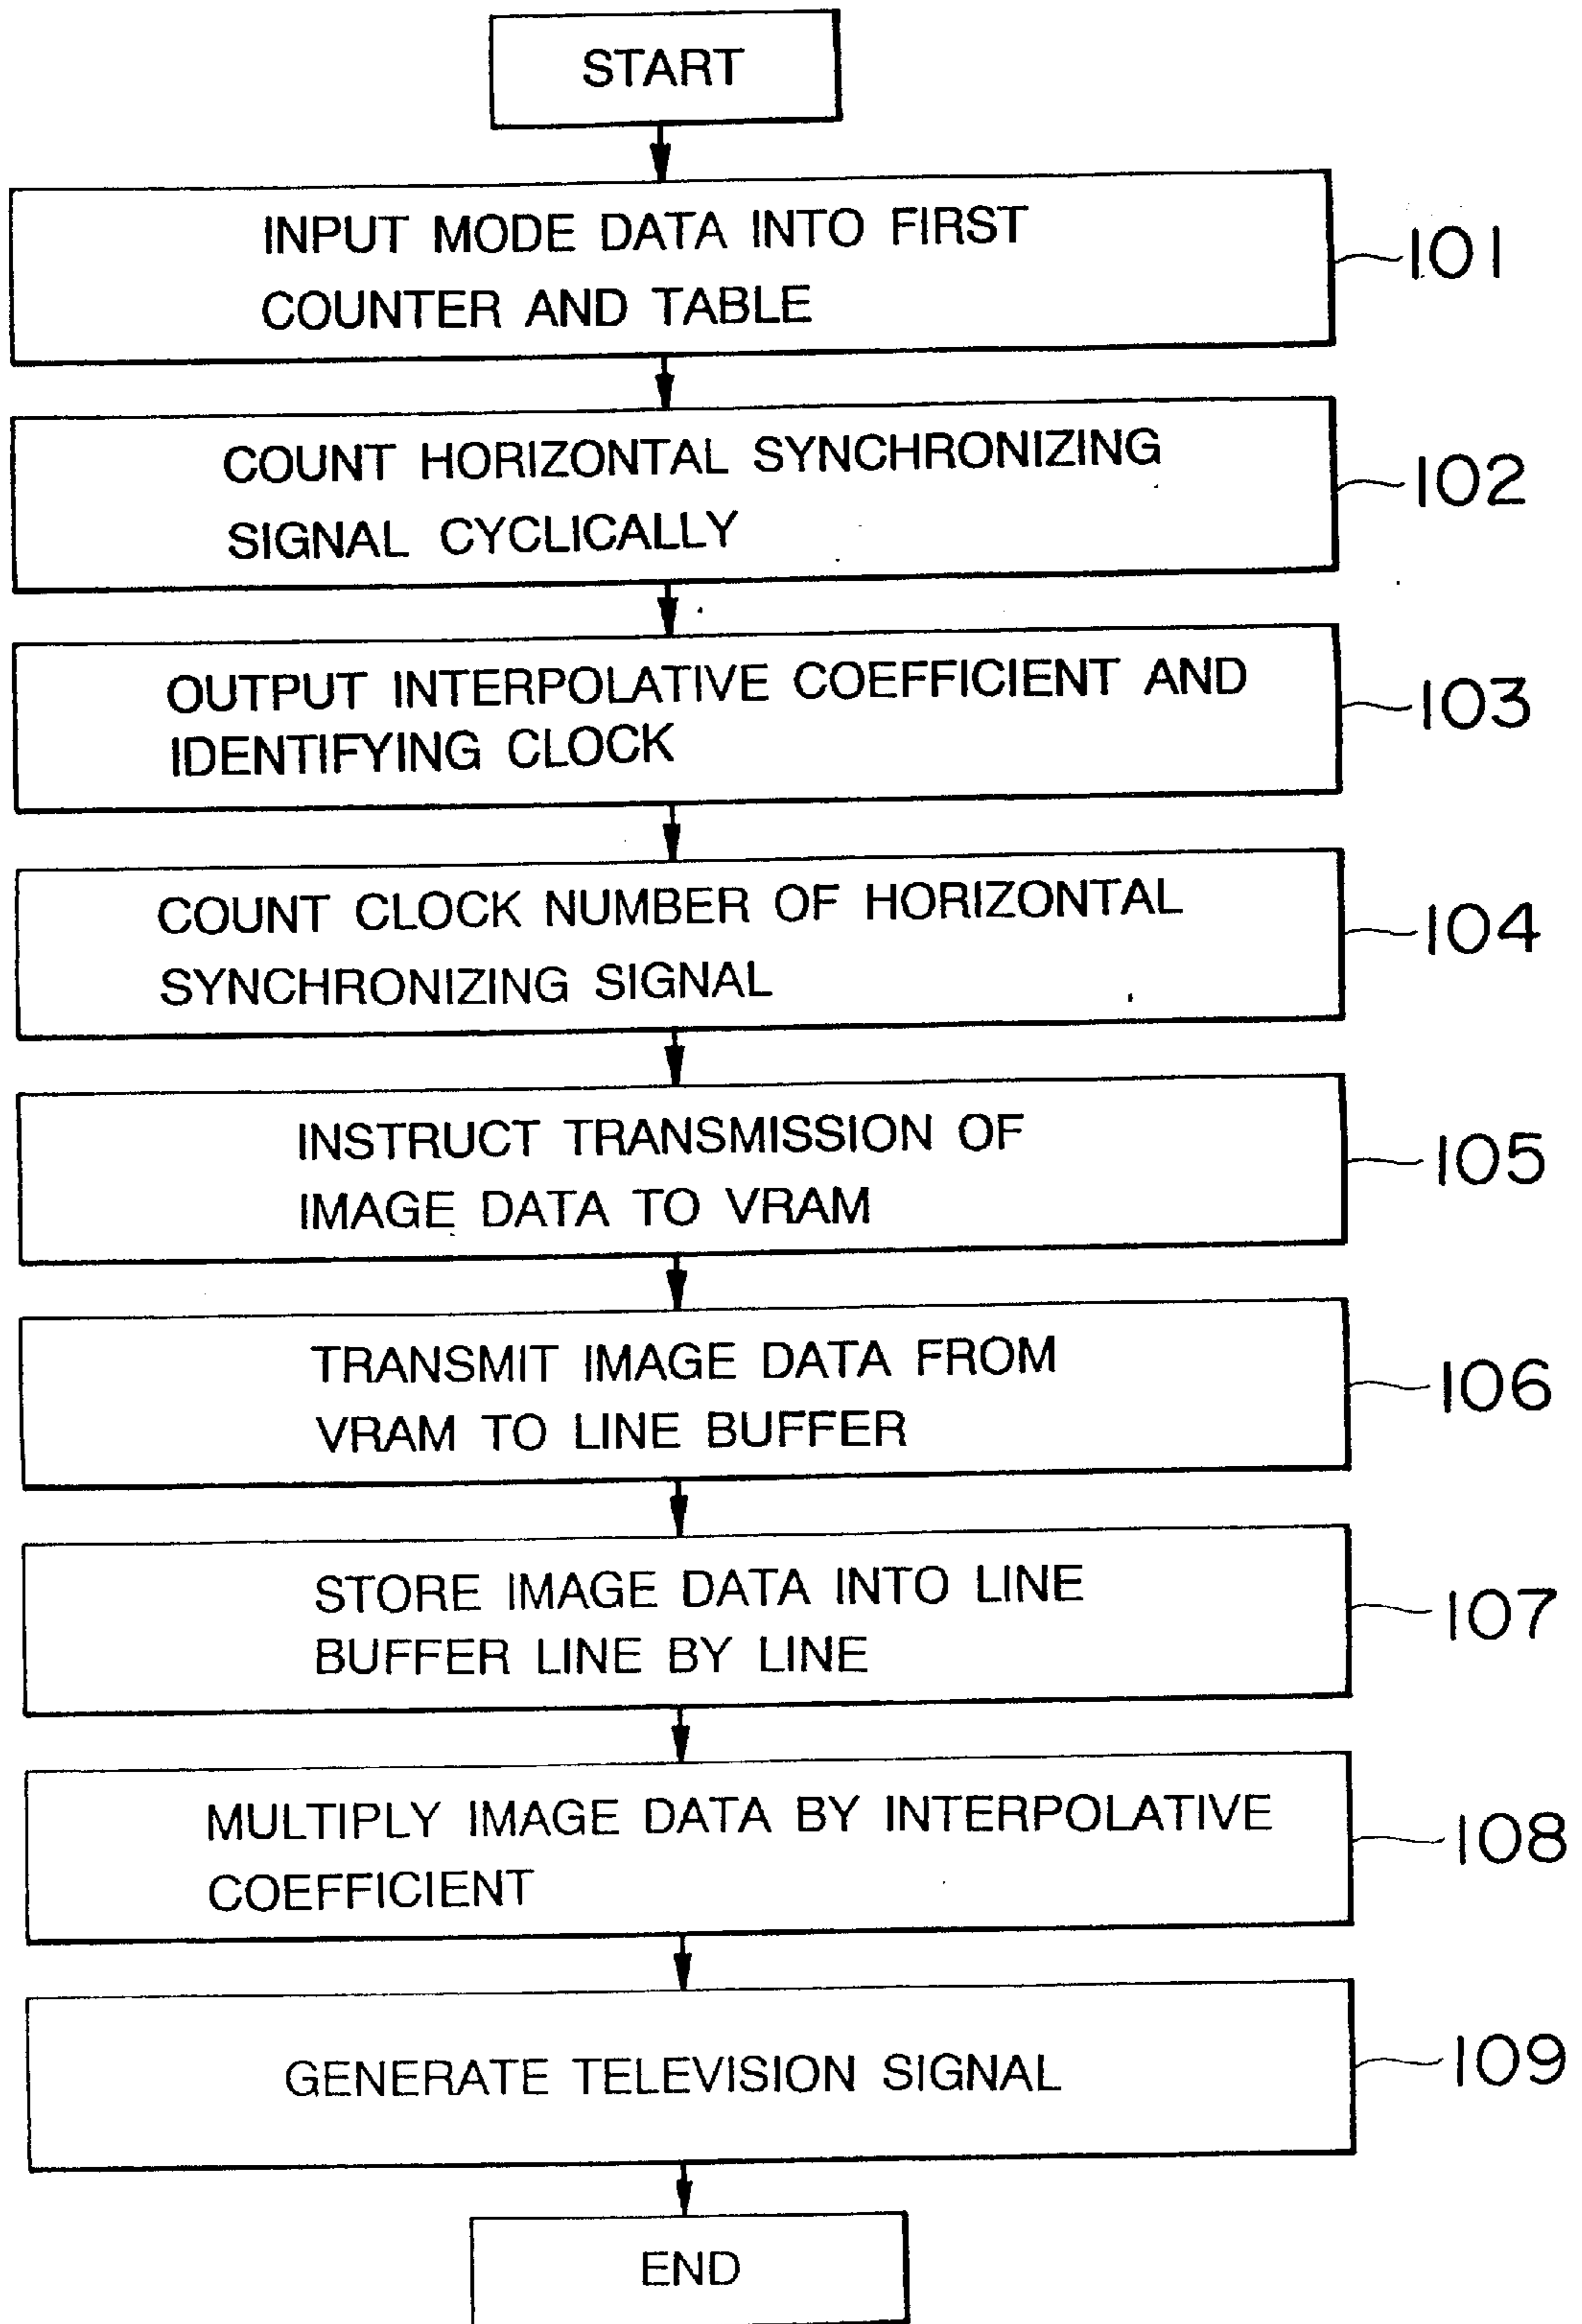 START
INPUT MODE DATA INTO FIRST
COUNTER AND TABLE
101
COUNT HORIZONTAL SYNCHRONIZING
SIGNAL CYCLICALLY
102
OUTPUT INTERPOLATIVE COEFFICIENT AND
IDENTIFYING CLOCK
103
COUNT CLOCK NUMBER OF HORIZONTAL
SYNCHRONIZING SIGNAL
104
INSTRUCT TRANSMISSION OF
IMAGE DATA TO VRAM
105
TRANSMIT IMAGE DATA FROM
VRAM TO LINE BUFFER
106
STORE IMAGE DATA INTO LINE
BUFFER LINE BY LINE
107
MULTIPLY IMAGE DATA BY INTERPOLATIVE
COEFFICIENT
108
GENERATE TELEVISION SIGNAL
109
END